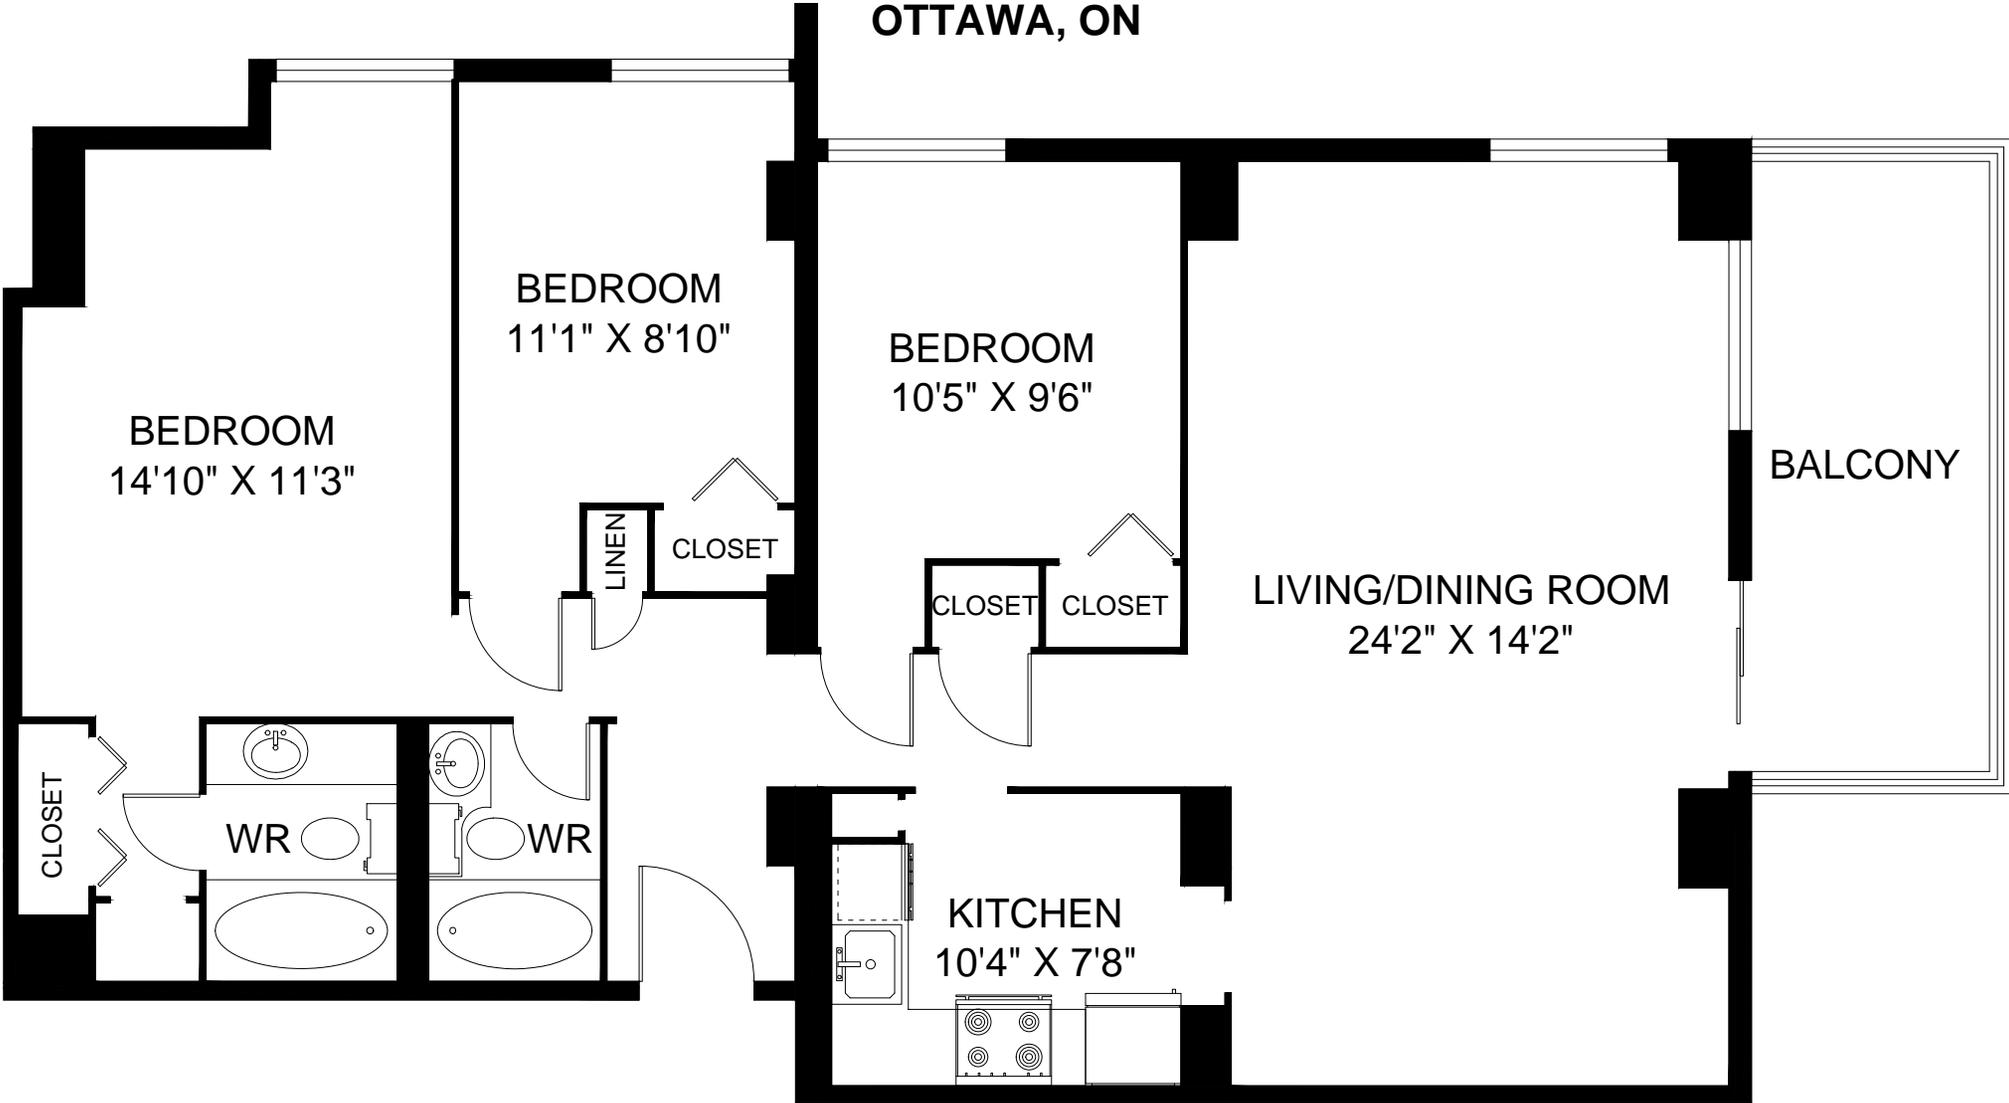 OTTAWA, ON
BEDROOM
11'1" X 8'10"
BEDROOM
10'5" X 9'6"
BEDROOM
14'10" X 11'3"
BALCONY
LINEN
CLOSET
CLOSET
CLOSET
LIVING/DINING ROOM
24'2" X 14'2"
CLOSET
WR
WR
KITCHEN
10'4" X 7'8"